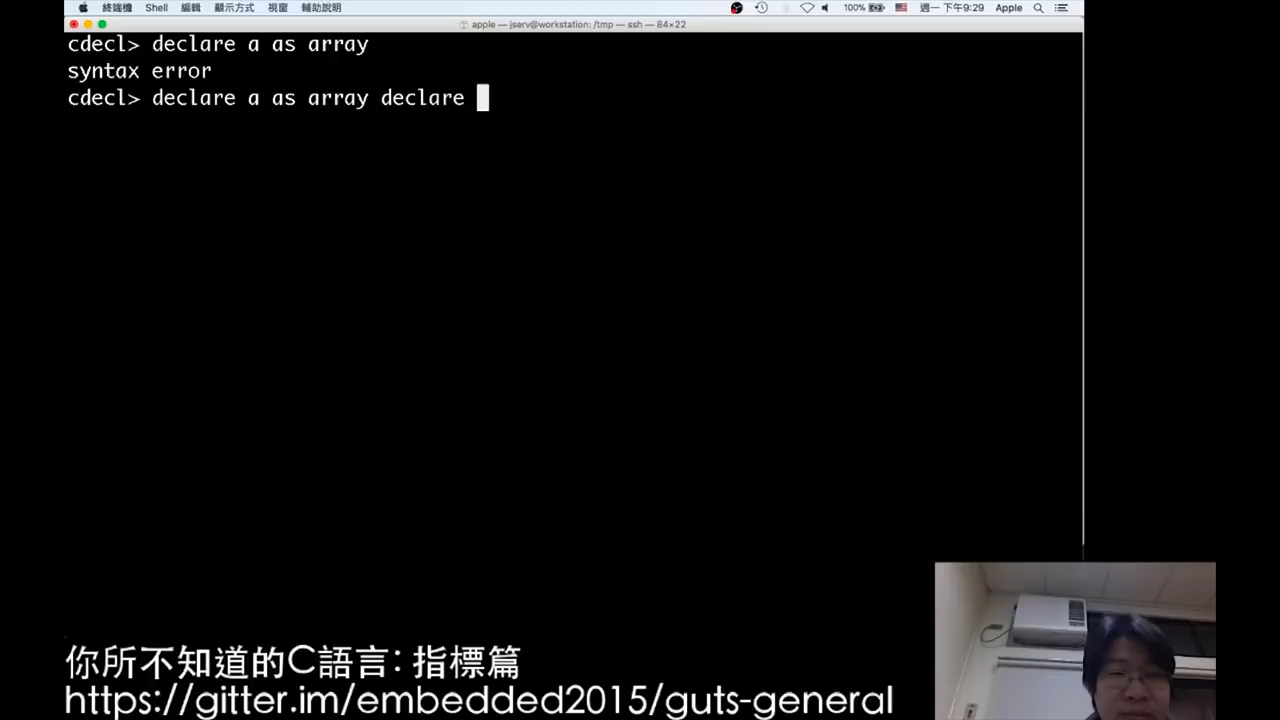 終端機 Shell 編輯 顯示方式 視窗 輔助說明 100% 週一 下午9:29 Apple
apple — jserv@workstation: /tmp — ssh — 84×22
cdecl> declare a as array
syntax error
cdecl> declare a as array declare
你所不知道的C語言: 指標篇
https://gitter.im/embedded2015/guts-general